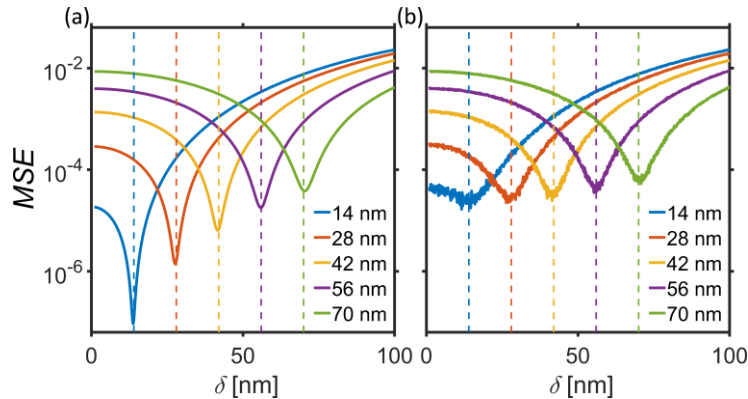 (a)
(b)
MSE
10⁻²
10⁻⁴
10⁻⁶
14 nm
28 nm
42 nm
56 nm
70 nm
14 nm
28 nm
42 nm
56 nm
70 nm
0
50
100
0
50
100
δ [nm]
δ [nm]